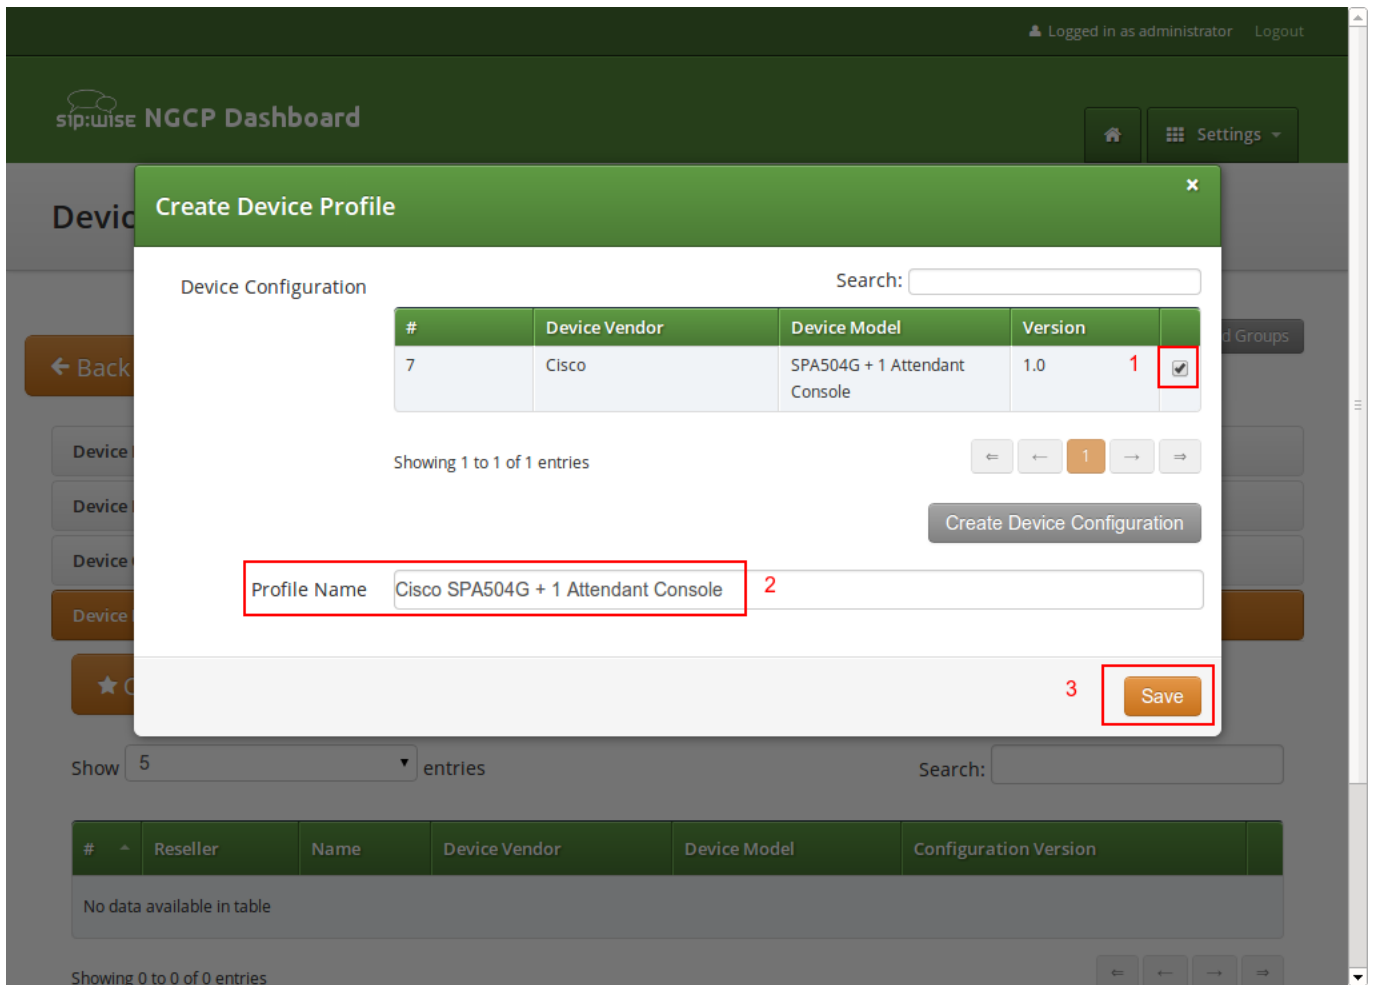 Logged in as administrator Logout
sip:wise NGCP Dashboard
Settings
Devic
Create Device Profile
×
Device Configuration
Search:
# Device Vendor Device Model Version
7 Cisco SPA504G + 1 Attendant Console 1.0 1
d Groups
Back
Showing 1 to 1 of 1 entries
⇐ ← 1 → ⇒
Device
Device
Create Device Configuration
Device
Profile Name Cisco SPA504G + 1 Attendant Console 2
Device
3 Save
Show 5 entries
Search:
# Reseller Name Device Vendor Device Model Configuration Version
No data available in table
Showing 0 to 0 of 0 entries
⇐ ← → ⇒